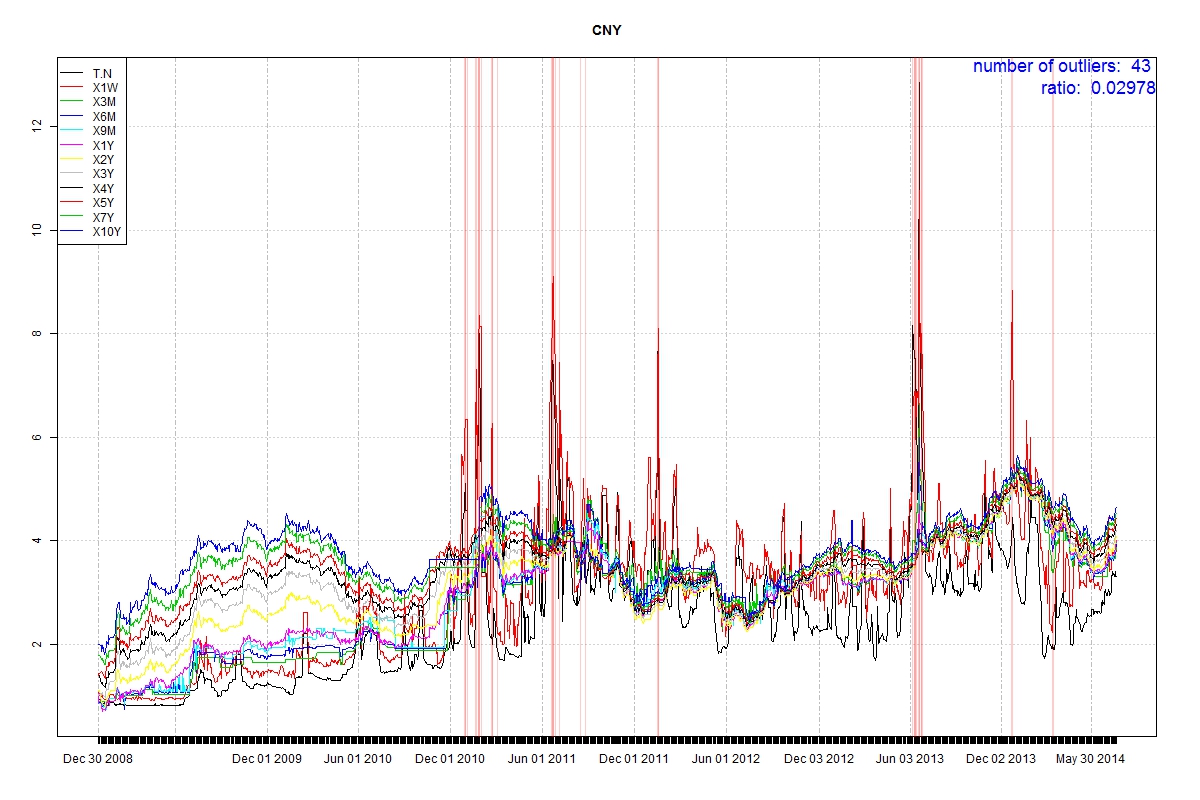 CNY
number of outliers: 43
ratio: 0.02978
T.N
X1W
X3M
X6M
X9M
X1Y
X2Y
X3Y
X4Y
X5Y
X7Y
X10Y
12
10
8
6
4
2
Dec 30 2008 Dec 01 2009 Jun 01 2010 Dec 01 2010 Jun 01 2011 Dec 01 2011 Jun 01 2012 Dec 03 2012 Jun 03 2013 Dec 02 2013 May 30 2014